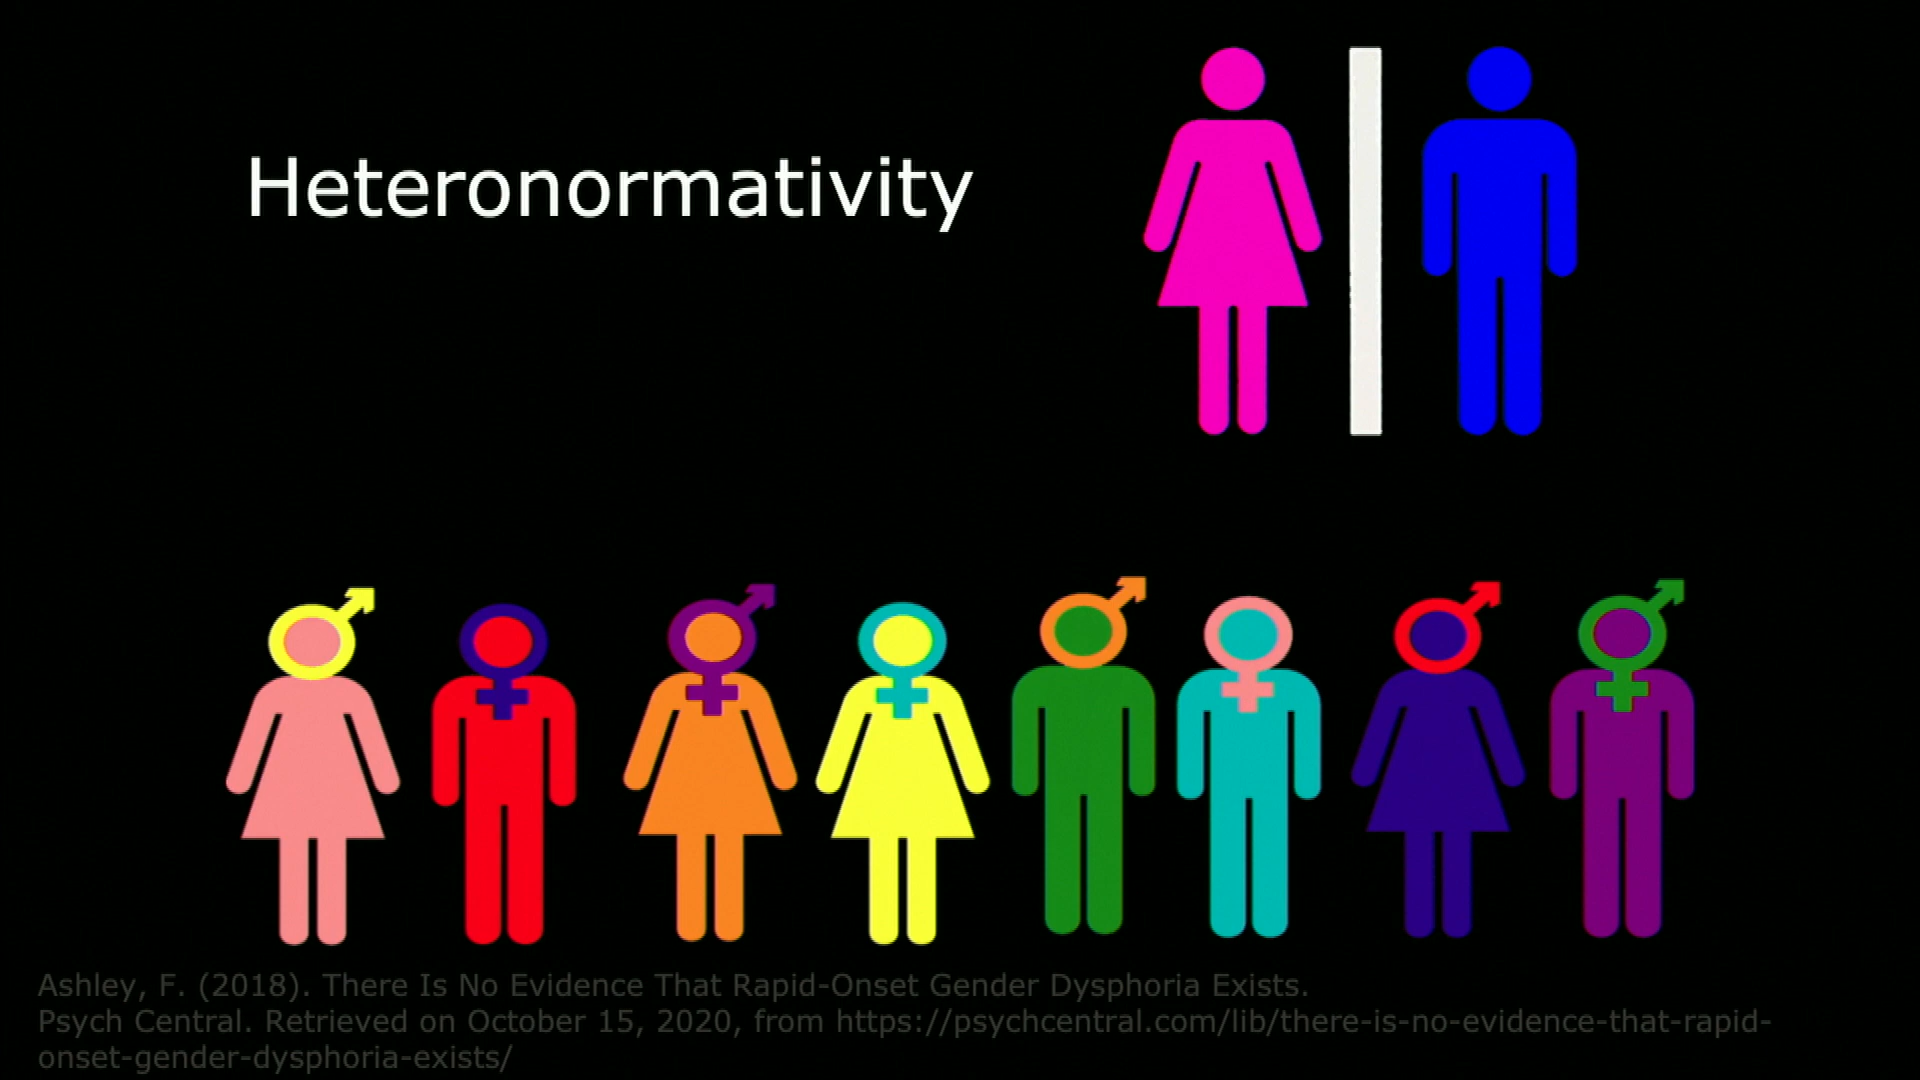 Heteronormativity
Ashley, F. (2018). There Is No Evidence That Rapid-Onset Gender Dysphoria Exists.
Psych Central. Retrieved on October 15, 2020, from https://psychcentral.com/lib/there-is-no-evidence-that-rapid-
onset-gender-dysphoria-exists/